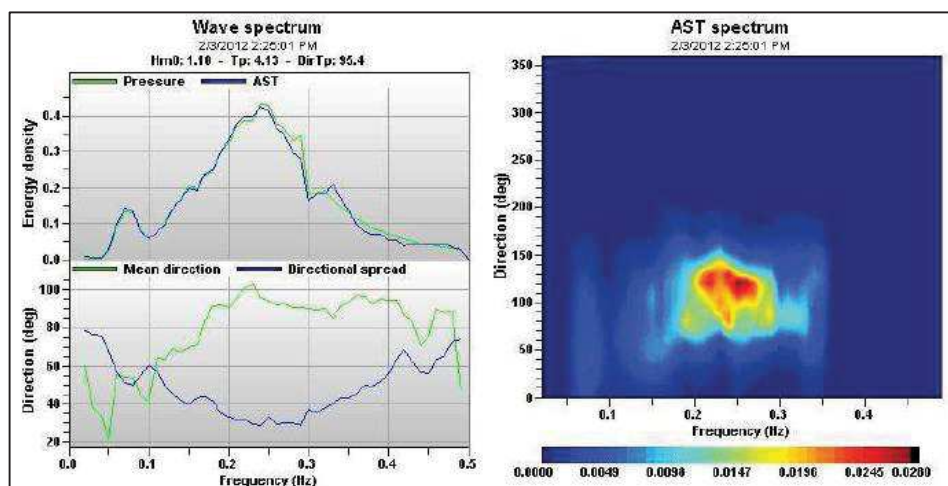 Wave spectrum
2/3/2012 2:25:01 PM
Hm0: 1.10 - Tp: 4.13 - DirTp: 95.4
Pressure AST
Energy density
0.4
0.3
0.2
0.1
0.0
Mean direction Directional spread
Direction (deg)
100
80
60
40
20
0.0 0.1 0.2 0.3 0.4 0.5
Frequency (Hz)
AST spectrum
2/3/2012 2:25:01 PM
Direction (deg)
350
300
250
200
150
100
50
0
0.1 0.2 0.3 0.4
Frequency (Hz)
0.0000 0.0049 0.0098 0.0147 0.0196 0.0245 0.0280